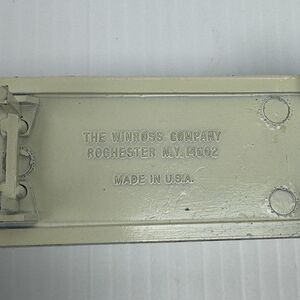 THE WINROSS COMPANY
ROCHESTER N.Y. 14602
MADE IN U.S.A.